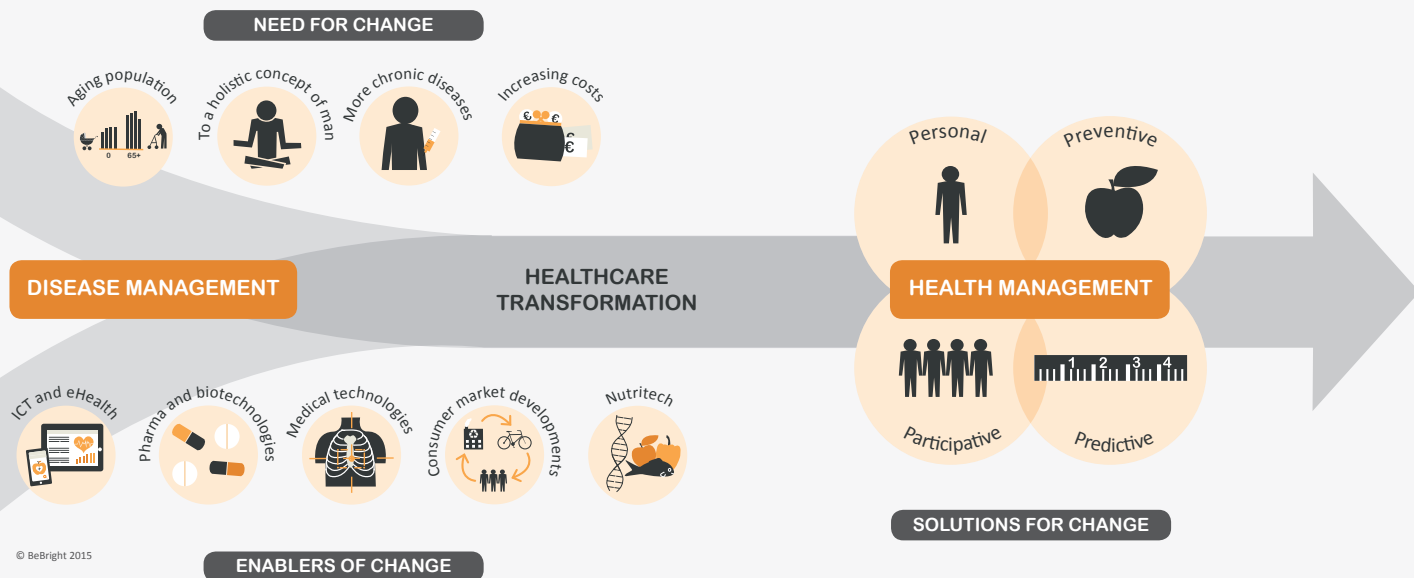 NEED FOR CHANGE
Aging population
0 65+
To a holistic concept of man
More chronic diseases
Increasing costs
€ €
€
€
DISEASE MANAGEMENT
HEALTHCARE
TRANSFORMATION
Personal
Preventive
HEALTH MANAGEMENT
1 2 3 4
Participative
Predictive
ICT and eHealth
Pharma and biotechnologies
Medical technologies
Consumer market developments
Nutritech
SOLUTIONS FOR CHANGE
© BeBright 2015
ENABLERS OF CHANGE